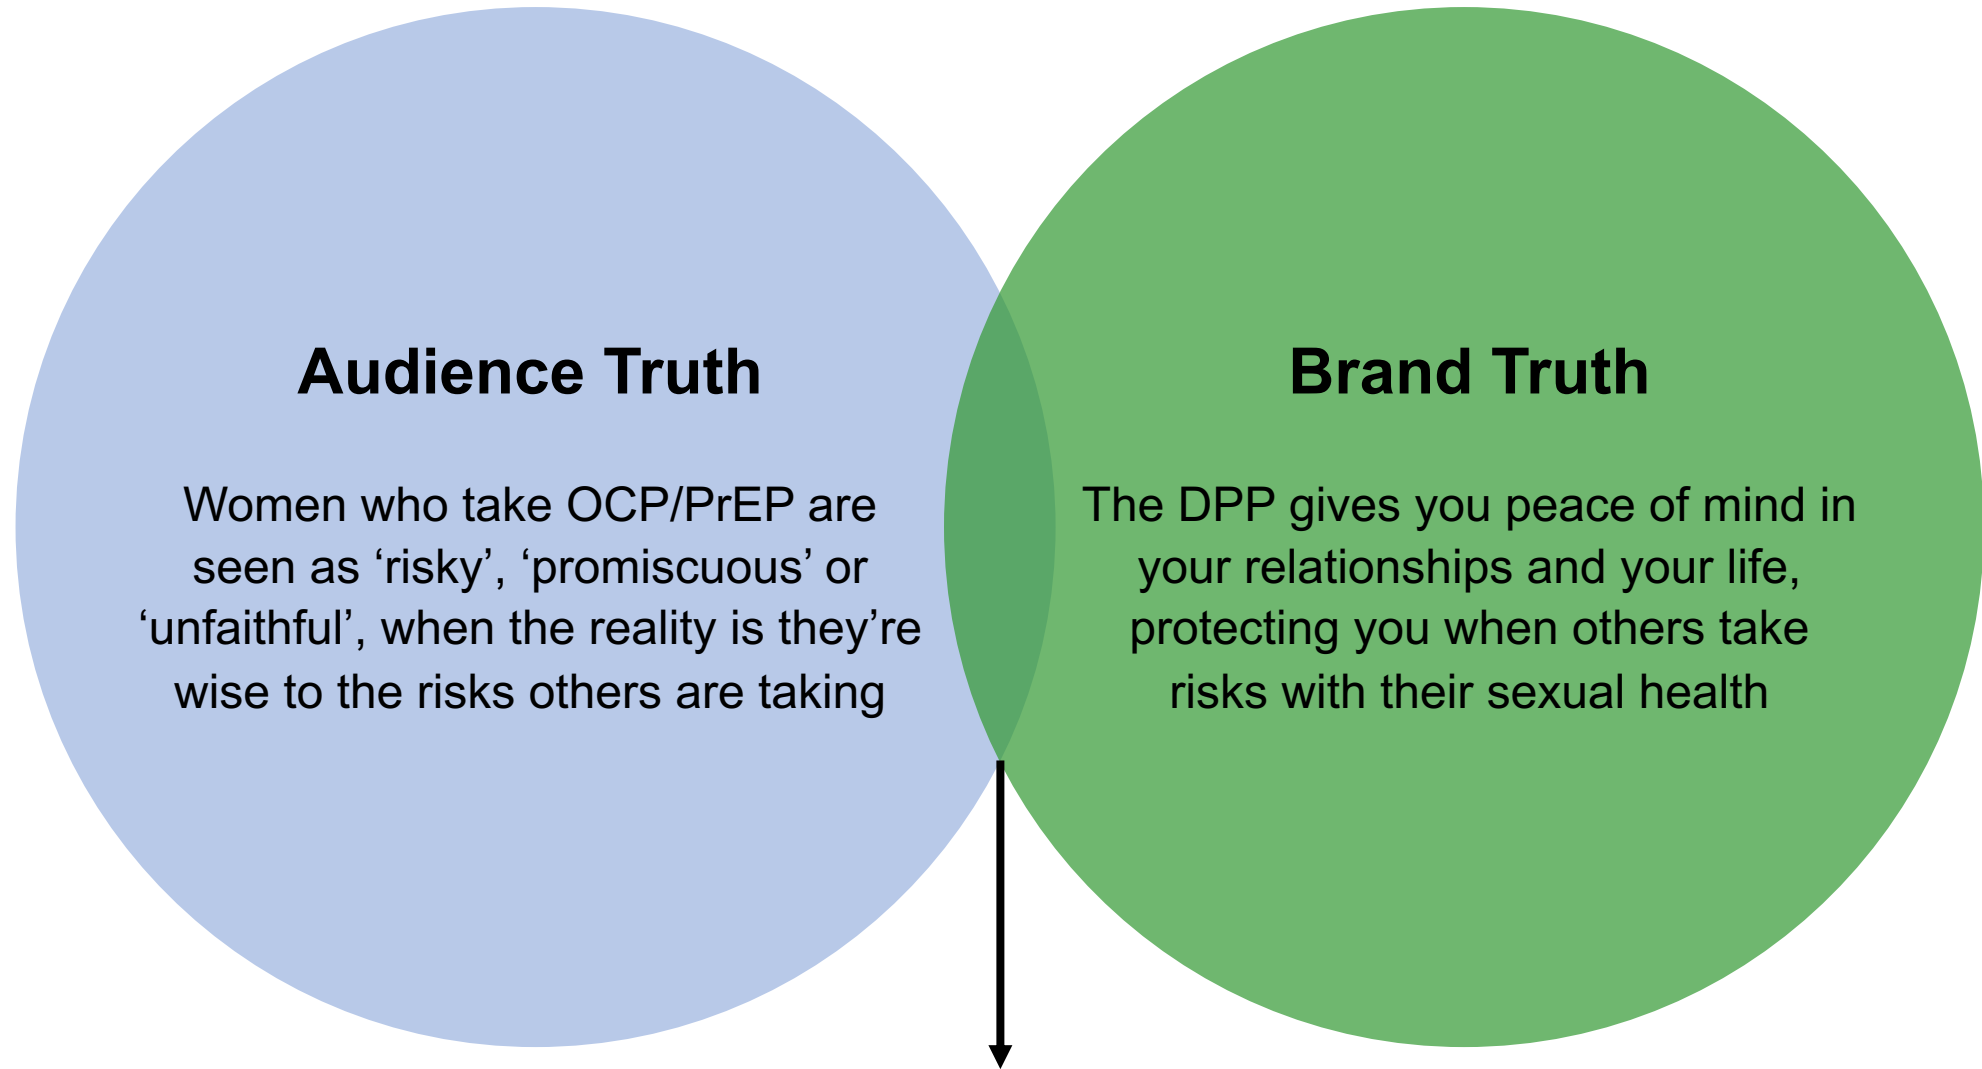 Audience Truth
Women who take OCP/PrEP are
seen as ‘risky’, ‘promiscuous’ or
‘unfaithful’, when the reality is they’re
wise to the risks others are taking
Brand Truth
The DPP gives you peace of mind in
your relationships and your life,
protecting you when others take
risks with their sexual health